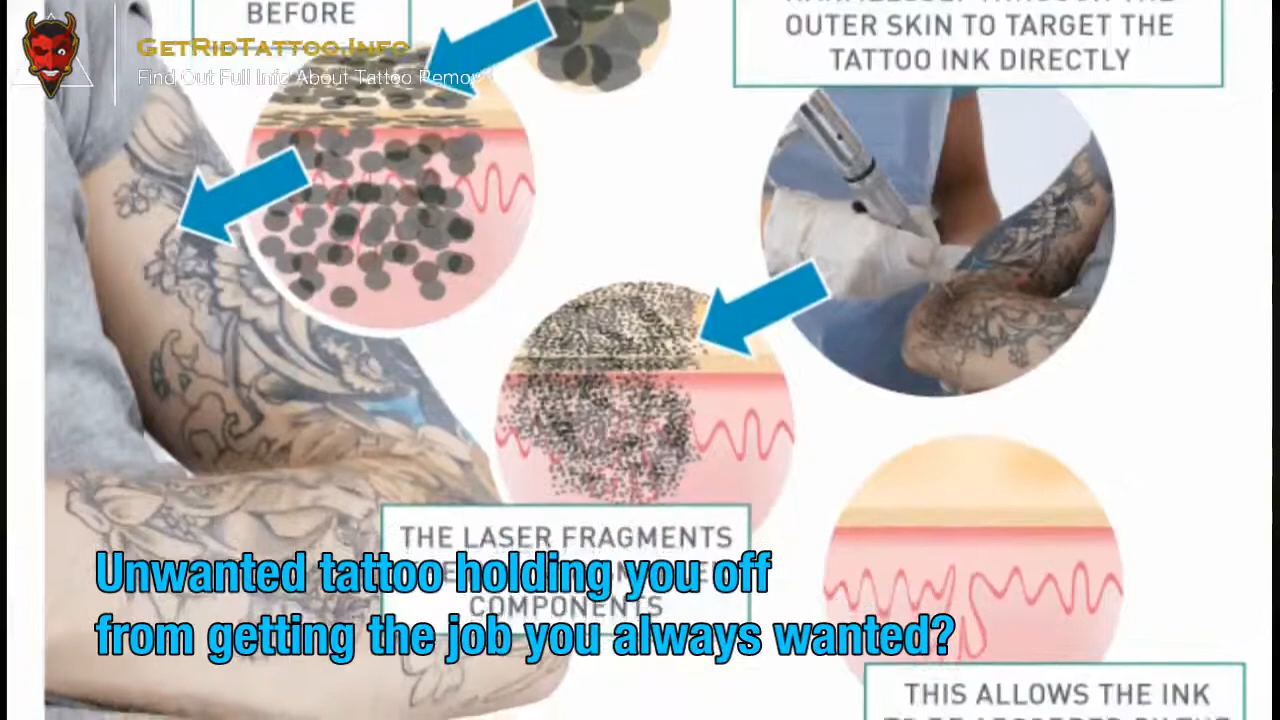 BEFORE
GetRidTattoo.Info
Find Out Full Info About Tattoo Remov
OUTER SKIN TO TARGET THE
TATTOO INK DIRECTLY
THE LASER FRAGMENTS
COMPONENTS
Unwanted tattoo holding you off
from getting the job you always wanted?
THIS ALLOWS THE INK